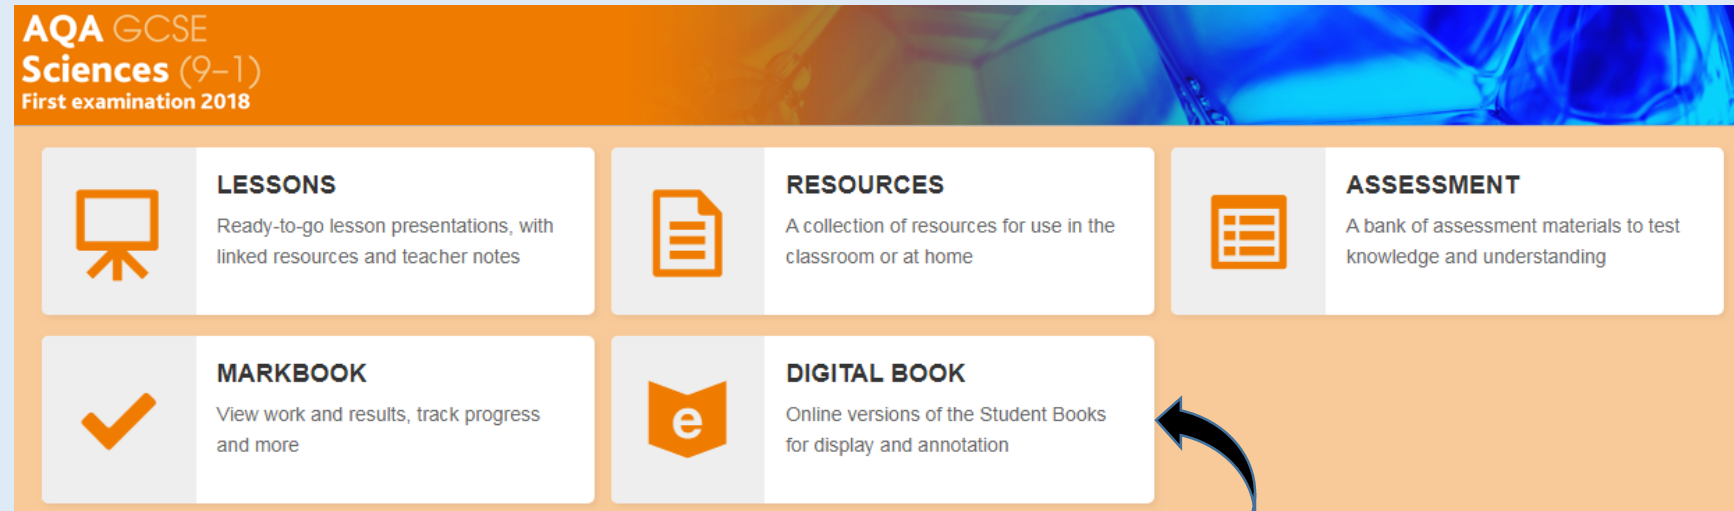 AQA GCSE
Sciences (9–1)
First examination 2018
LESSONS
Ready-to-go lesson presentations, with
linked resources and teacher notes
RESOURCES
A collection of resources for use in the
classroom or at home
ASSESSMENT
A bank of assessment materials to test
knowledge and understanding
MARKBOOK
View work and results, track progress
and more
e
DIGITAL BOOK
Online versions of the Student Books
for display and annotation